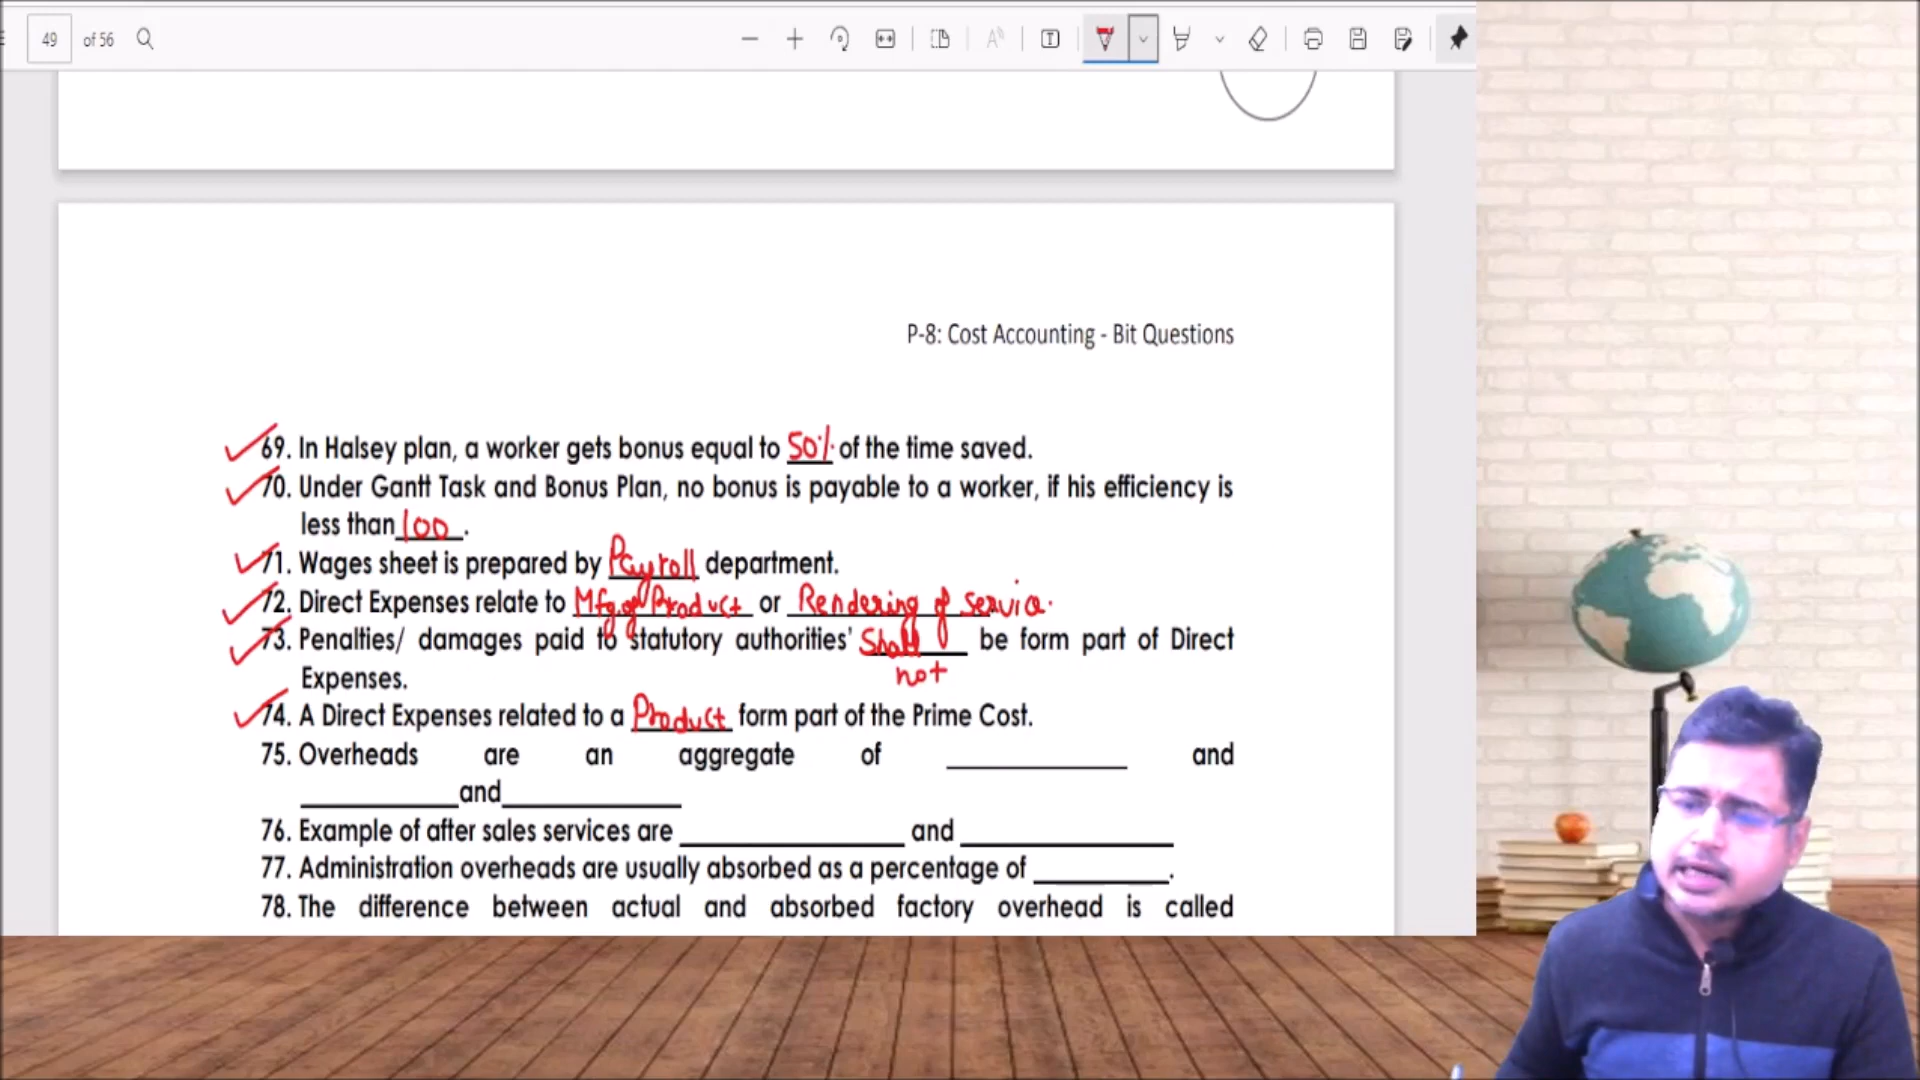 49 of 56
P-8: Cost Accounting - Bit Questions
69. In Halsey plan, a worker gets bonus equal to 50% of the time saved.
70. Under Gantt Task and Bonus Plan, no bonus is payable to a worker, if his efficiency is
less than 100.
71. Wages sheet is prepared by Payroll department.
72. Direct Expenses relate to Mfg. of Product or Rendering of service.
73. Penalties/ damages paid to statutory authorities' Shall not be form part of Direct
Expenses.
74. A Direct Expenses related to a Product form part of the Prime Cost.
75. Overheads are an aggregate of ____________ and
____________and____________
76. Example of after sales services are ____________ and ____________
77. Administration overheads are usually absorbed as a percentage of ____________.
78. The difference between actual and absorbed factory overhead is called